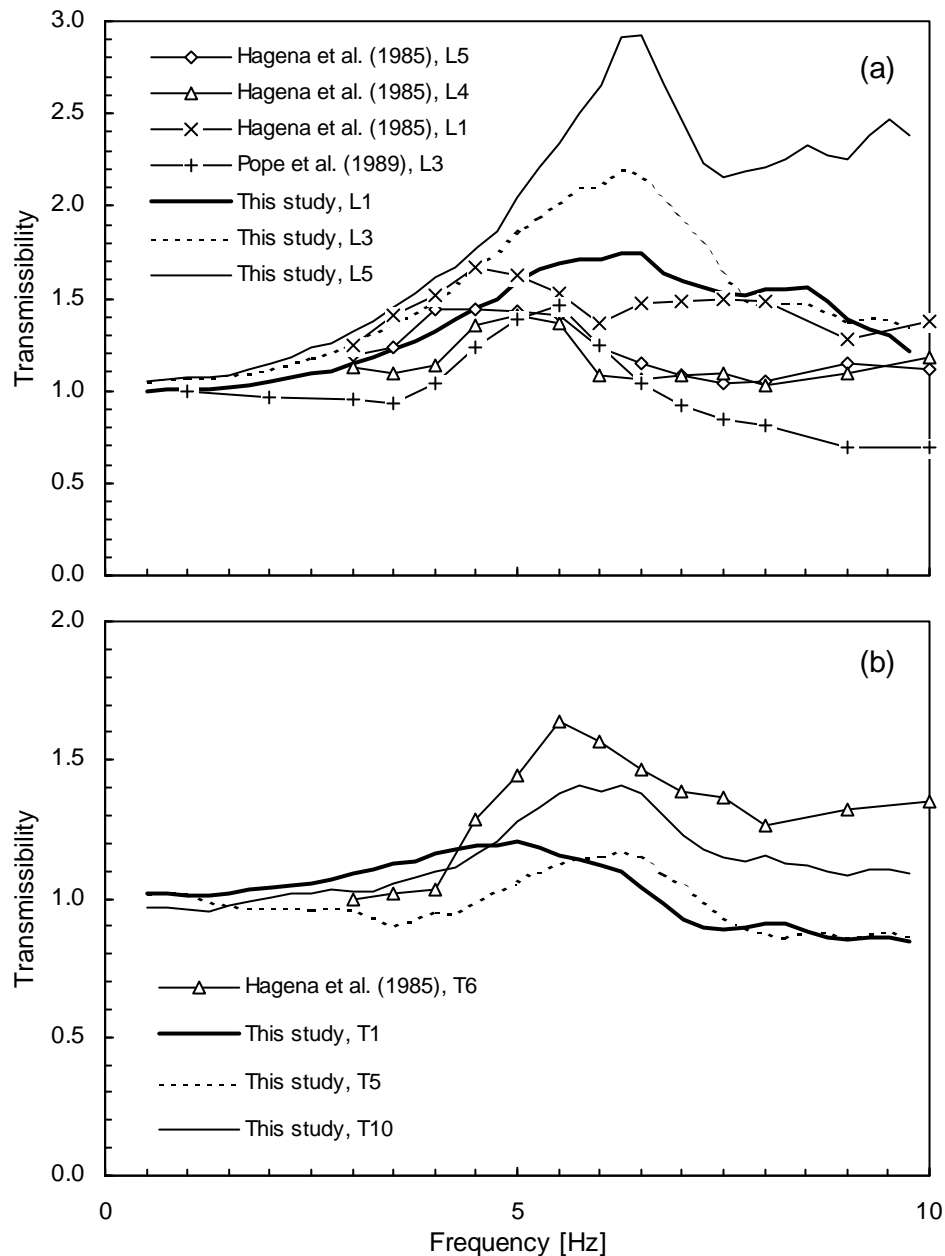 3.0
(a)
Hagena et al. (1985), L5
Hagena et al. (1985), L4
Hagena et al. (1985), L1
Pope et al. (1989), L3
This study, L1
This study, L3
This study, L5
2.5
2.0
1.5
1.0
0.5
0.0
Transmissibility
2.0
(b)
1.5
1.0
0.5
0.0
Transmissibility
Hagena et al. (1985), T6
This study, T1
This study, T5
This study, T10
0
5
10
Frequency [Hz]